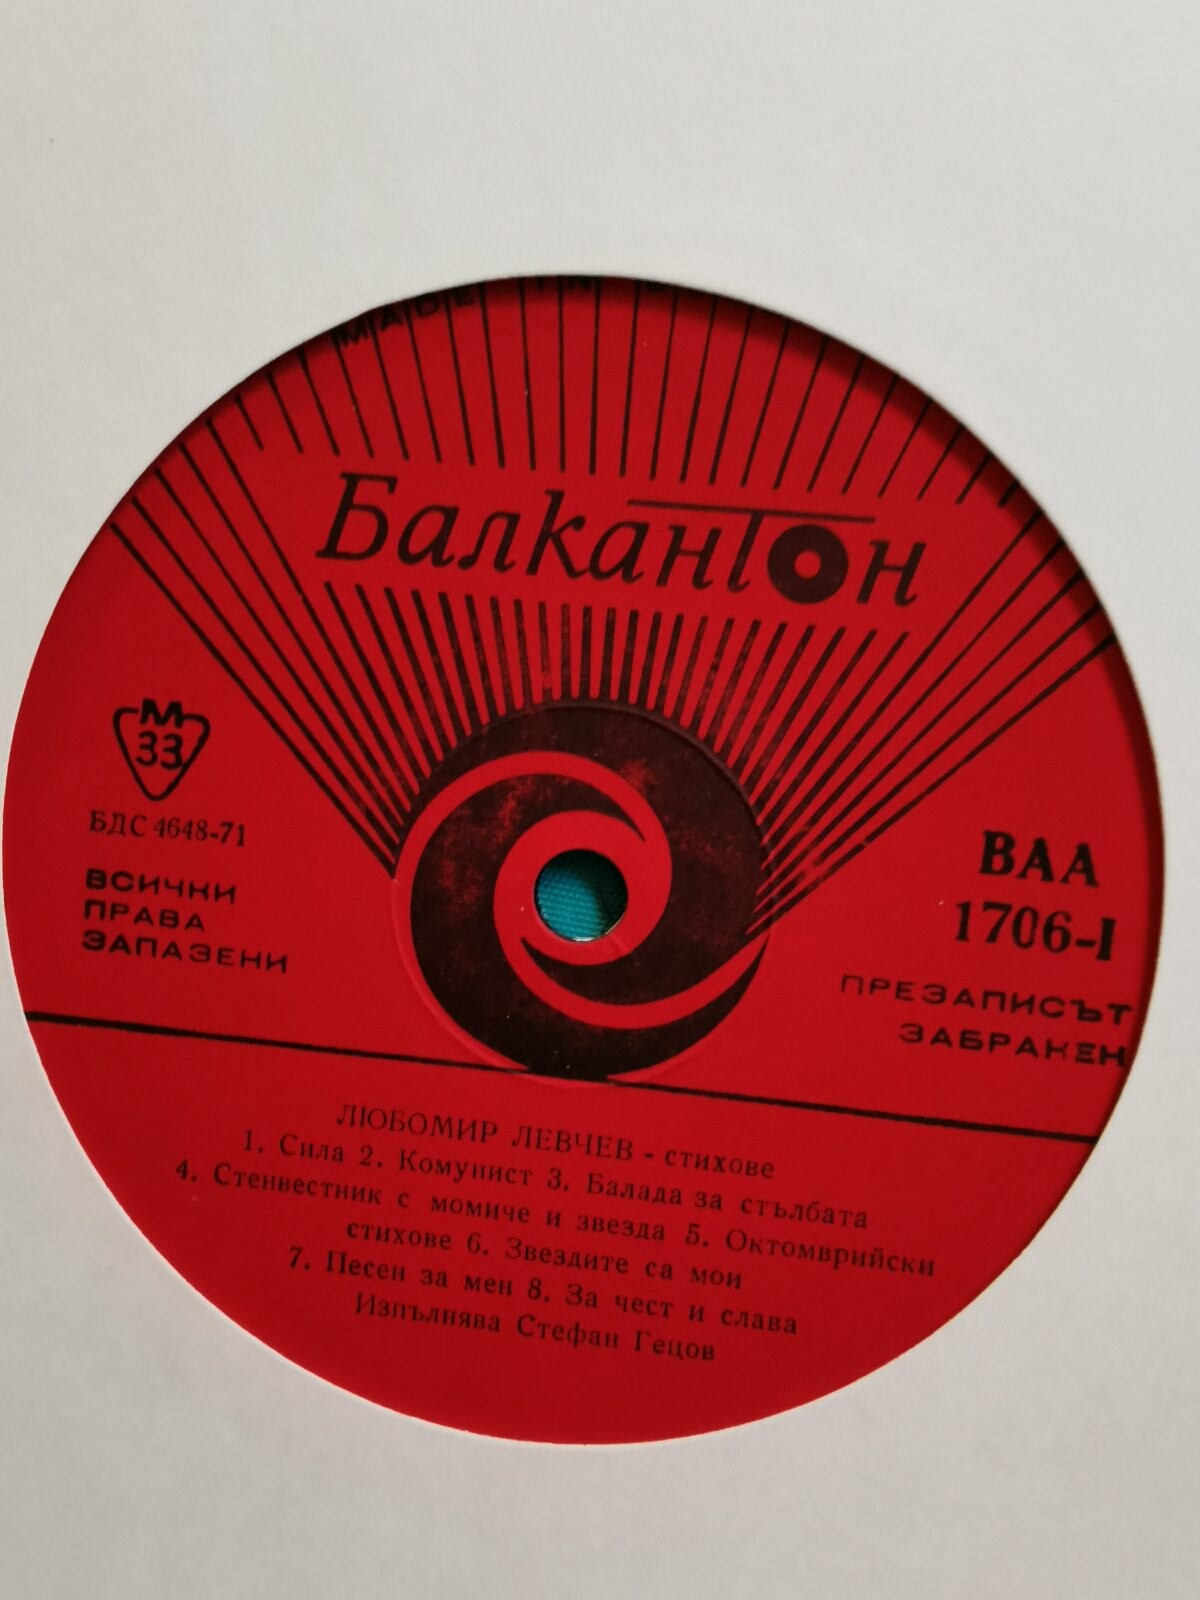 MADE IN
Балкантон
М
33
БДС 4648-71
ВСИЧКИ
ПРАВА
ЗАПАЗЕНИ
ВАА
1706-I
ПРЕЗАПИСЪТ
ЗАБРАНЕН
ЛЮБОМИР ЛЕВЧЕВ - стихове
1. Сила 2. Комунист 3. Балада за стълбата
4. Стенвестник с момиче и звезда 5. Октомврийски
стихове 6. Звездите са мои
7. Песен за мен 8. За чест и слава
Изпълнява Стефан Гецов